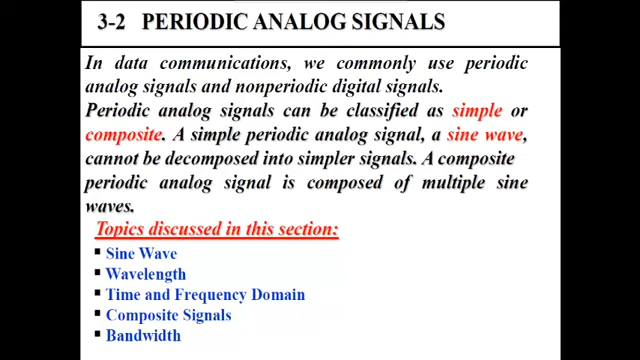 3-2 PERIODIC ANALOG SIGNALS
In data communications, we commonly use periodic
analog signals and nonperiodic digital signals.
Periodic analog signals can be classified as simple or
composite. A simple periodic analog signal, a sine wave,
cannot be decomposed into simpler signals. A composite
periodic analog signal is composed of multiple sine
waves.
Topics discussed in this section:
▪ Sine Wave
▪ Wavelength
▪ Time and Frequency Domain
▪ Composite Signals
▪ Bandwidth